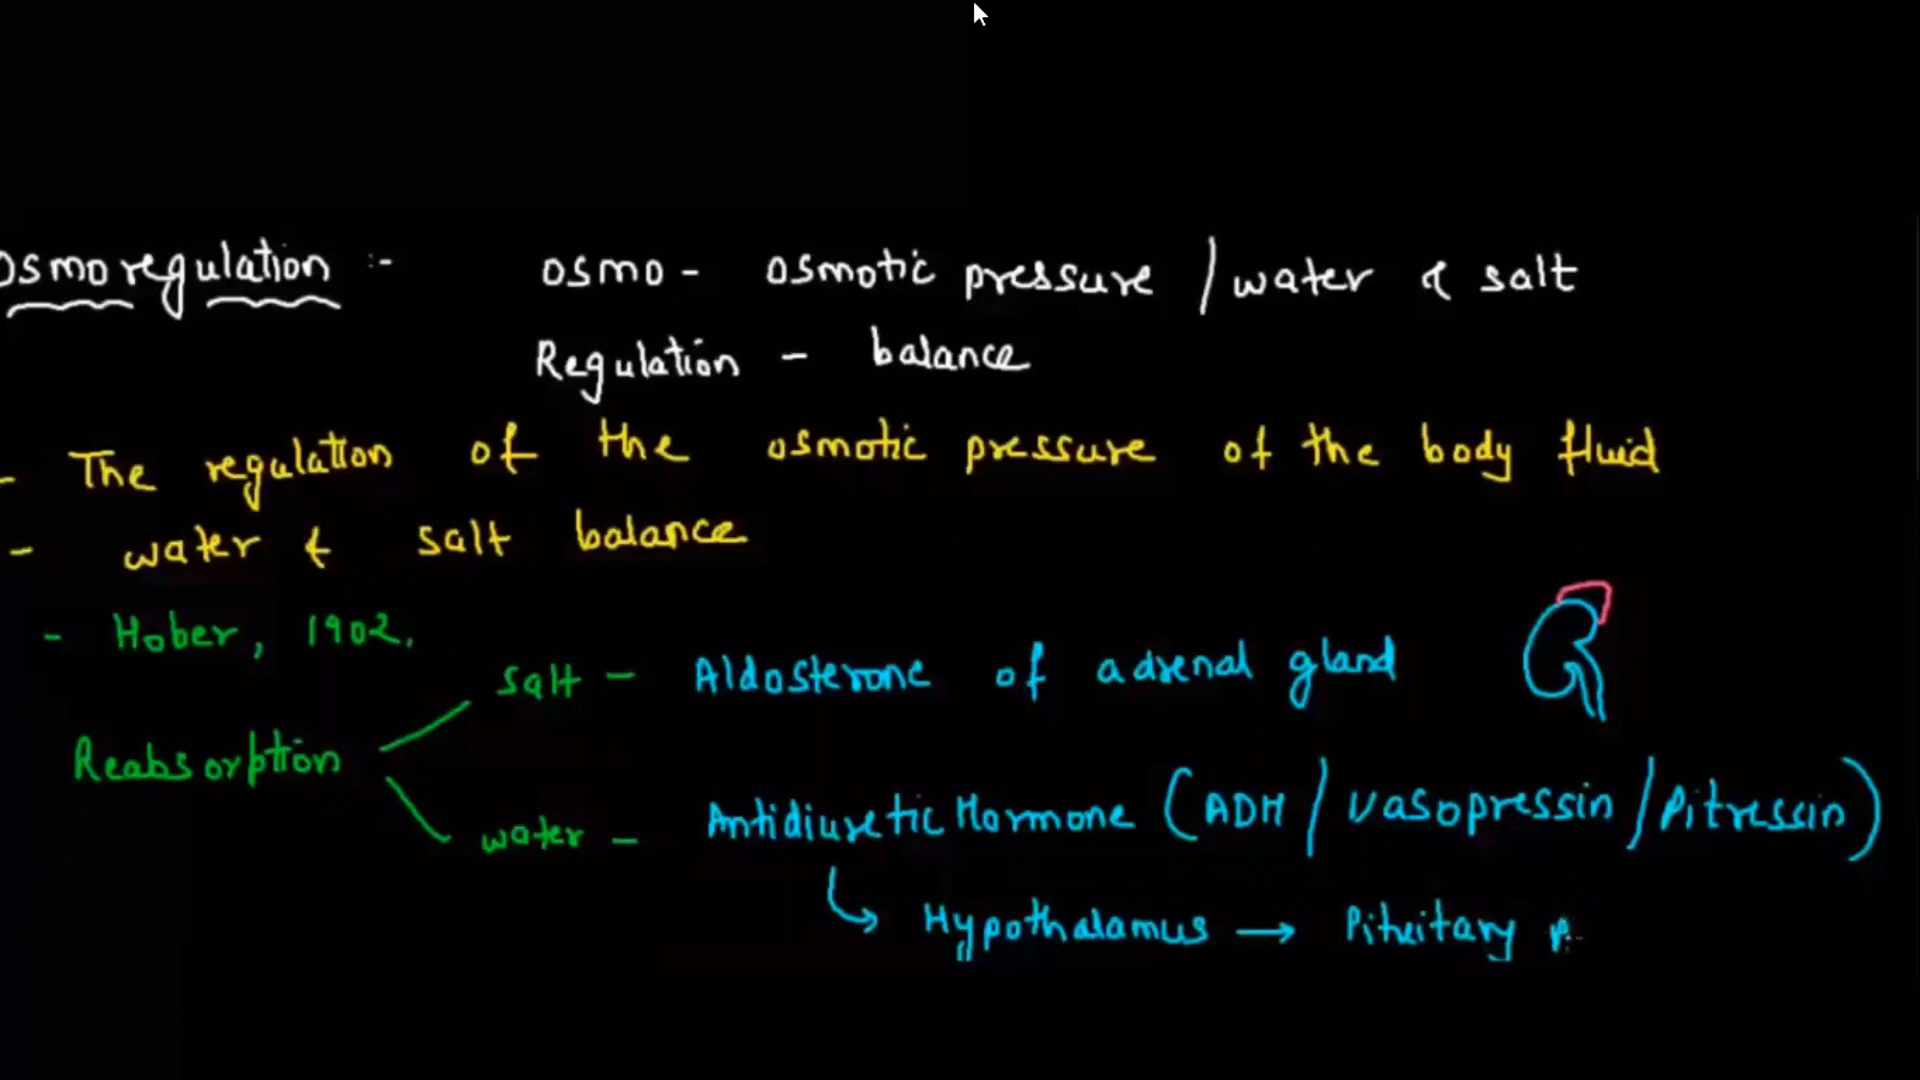 Osmoregulation :-
osmo - osmotic pressure / water & salt
Regulation - balance
- The regulation of the osmotic pressure of the body fluid
- water & salt balance
- Hober, 1902.
salt - Aldosterone of adrenal gland
Reabsorption
water - Antidiuretic Hormone (ADH / Vasopressin / Pitressin)
Hypothalamus → Pituitary